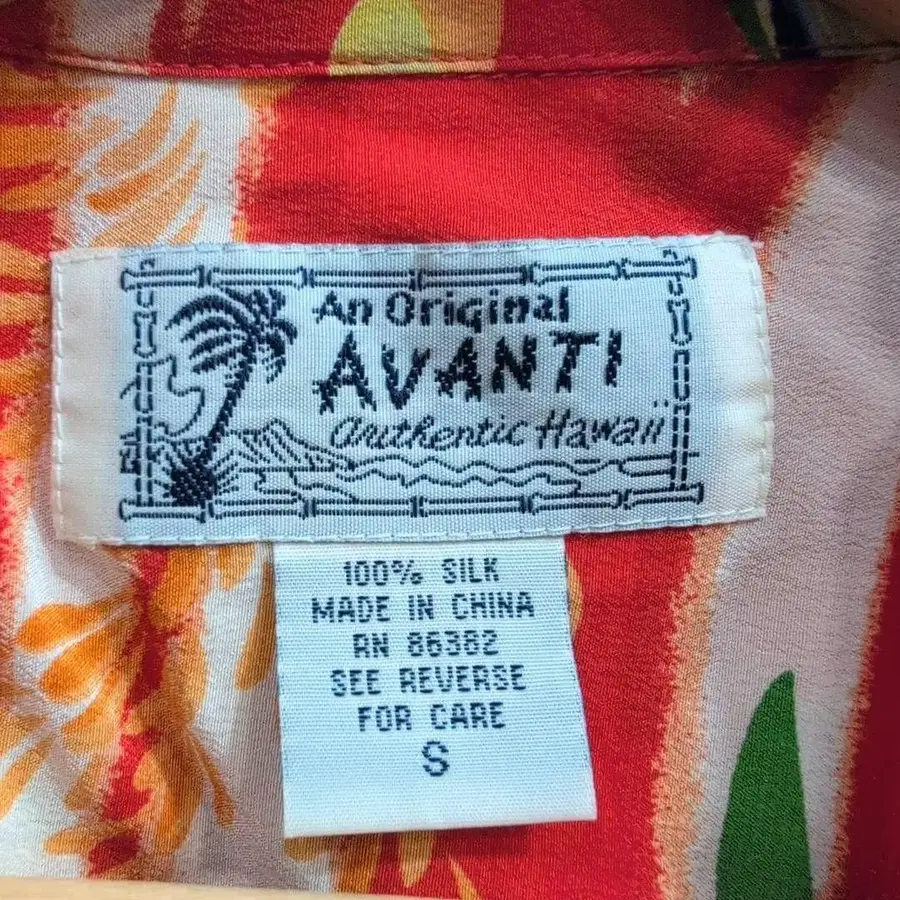 An Original
AVANTI
authentic Hawaii
100% SILK
MADE IN CHINA
RN 86382
SEE REVERSE
FOR CARE
S